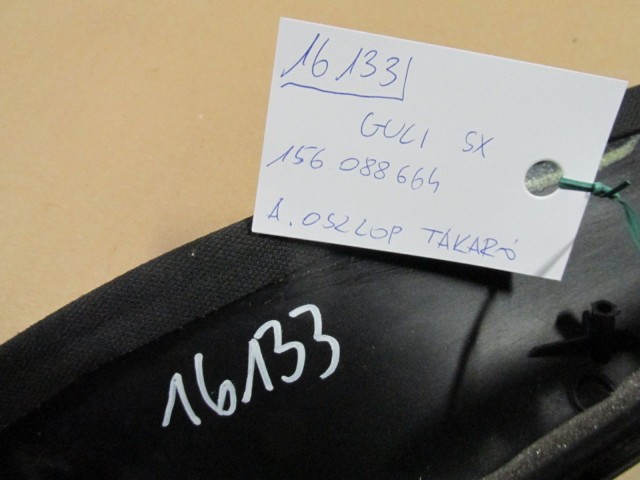 16133
GULI SX
156 088 664
A. OSZLOP TAKARÓ
16133